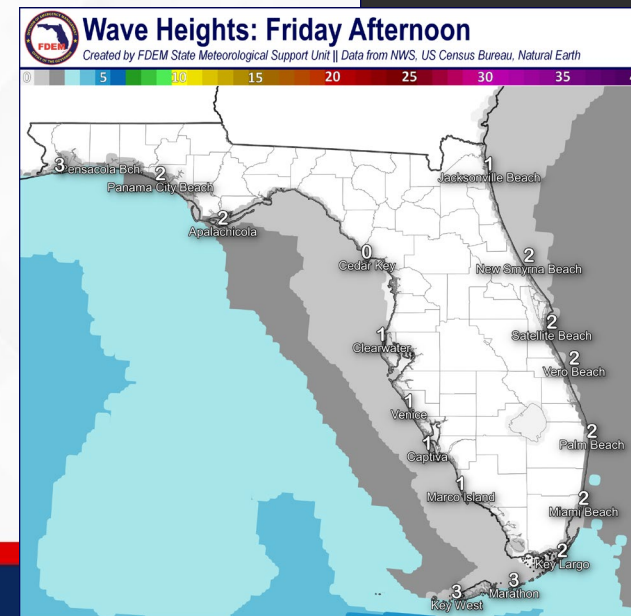 Wave Heights: Friday Afternoon
FDEM
Created by FDEM State Meteorological Support Unit || Data from NWS, US Census Bureau, Natural Earth
0 5 10 15 20 25 30 35 4
3
Pensacola Bch
2
Panama City Beach
1
Jacksonville Beach
2
Apalachicola
0
Cedar Key
2
New Smyrna Beach
2
Satellite Beach
1
Clearwater
2
Vero Beach
1
Venice
2
Palm Beach
1
Captiva
1
Marco Island
2
Miami Beach
2
Key Largo
3
Marathon
3
Key West